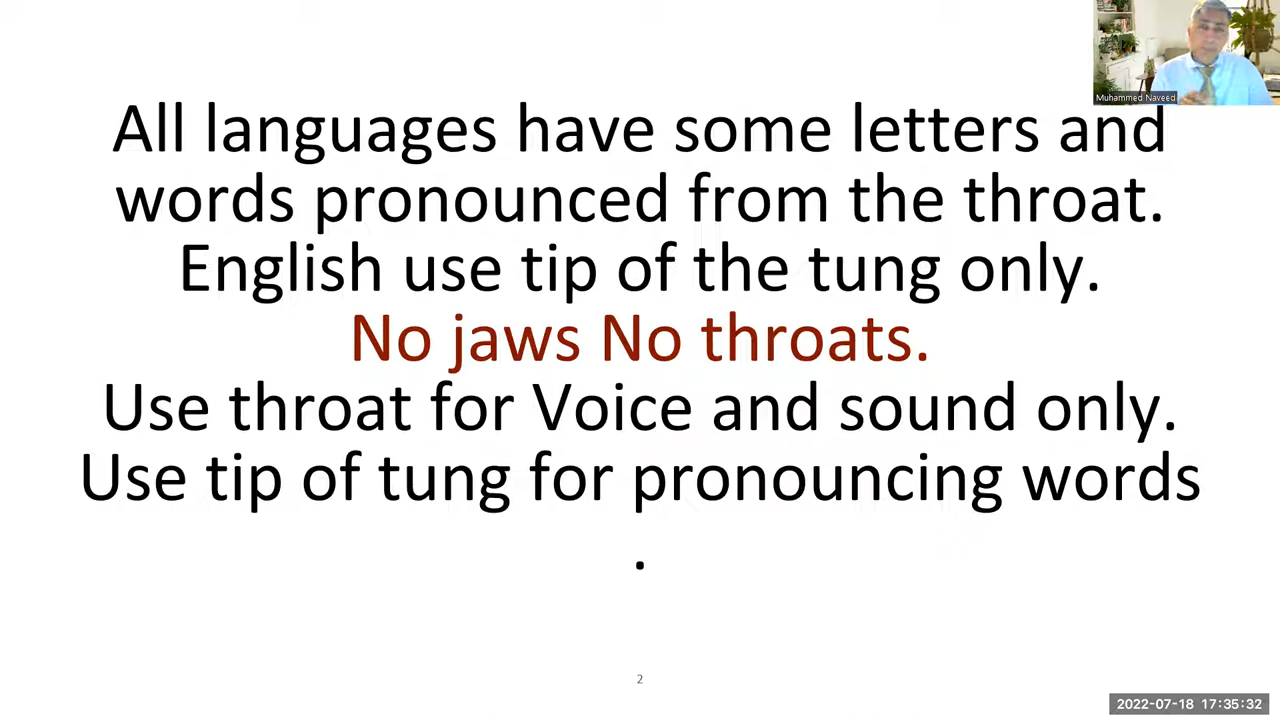 Muhammed Naveed
All languages have some letters and
words pronounced from the throat.
English use tip of the tung only.
No jaws No throats.
Use throat for Voice and sound only.
Use tip of tung for pronouncing words
.
2
2022-07-18 17:35:32